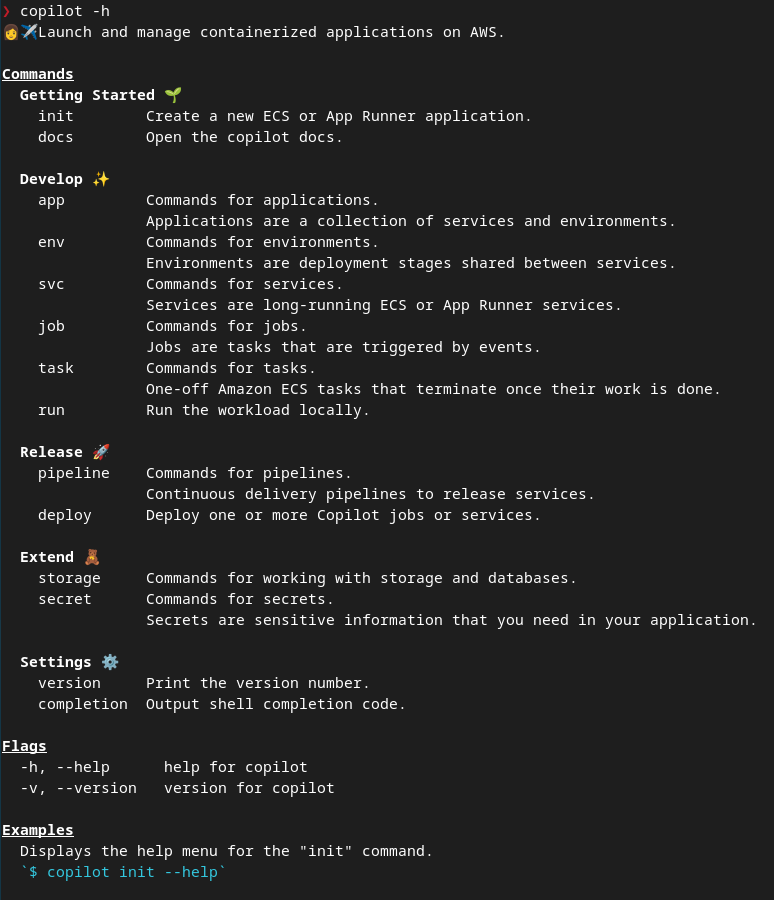 ❯ copilot -h
👩‍✈️Launch and manage containerized applications on AWS.
Commands
Getting Started 🌱
init        Create a new ECS or App Runner application.
docs        Open the copilot docs.
Develop ✨
app         Commands for applications.
Applications are a collection of services and environments.
env         Commands for environments.
Environments are deployment stages shared between services.
svc         Commands for services.
Services are long-running ECS or App Runner services.
job         Commands for jobs.
Jobs are tasks that are triggered by events.
task        Commands for tasks.
One-off Amazon ECS tasks that terminate once their work is done.
run         Run the workload locally.
Release 🚀
pipeline    Commands for pipelines.
Continuous delivery pipelines to release services.
deploy      Deploy one or more Copilot jobs or services.
Extend 🧸
storage     Commands for working with storage and databases.
secret      Commands for secrets.
Secrets are sensitive information that you need in your application.
Settings ⚙️
version     Print the version number.
completion  Output shell completion code.
Flags
-h, --help      help for copilot
-v, --version   version for copilot
Examples
Displays the help menu for the "init" command.
`$ copilot init --help`